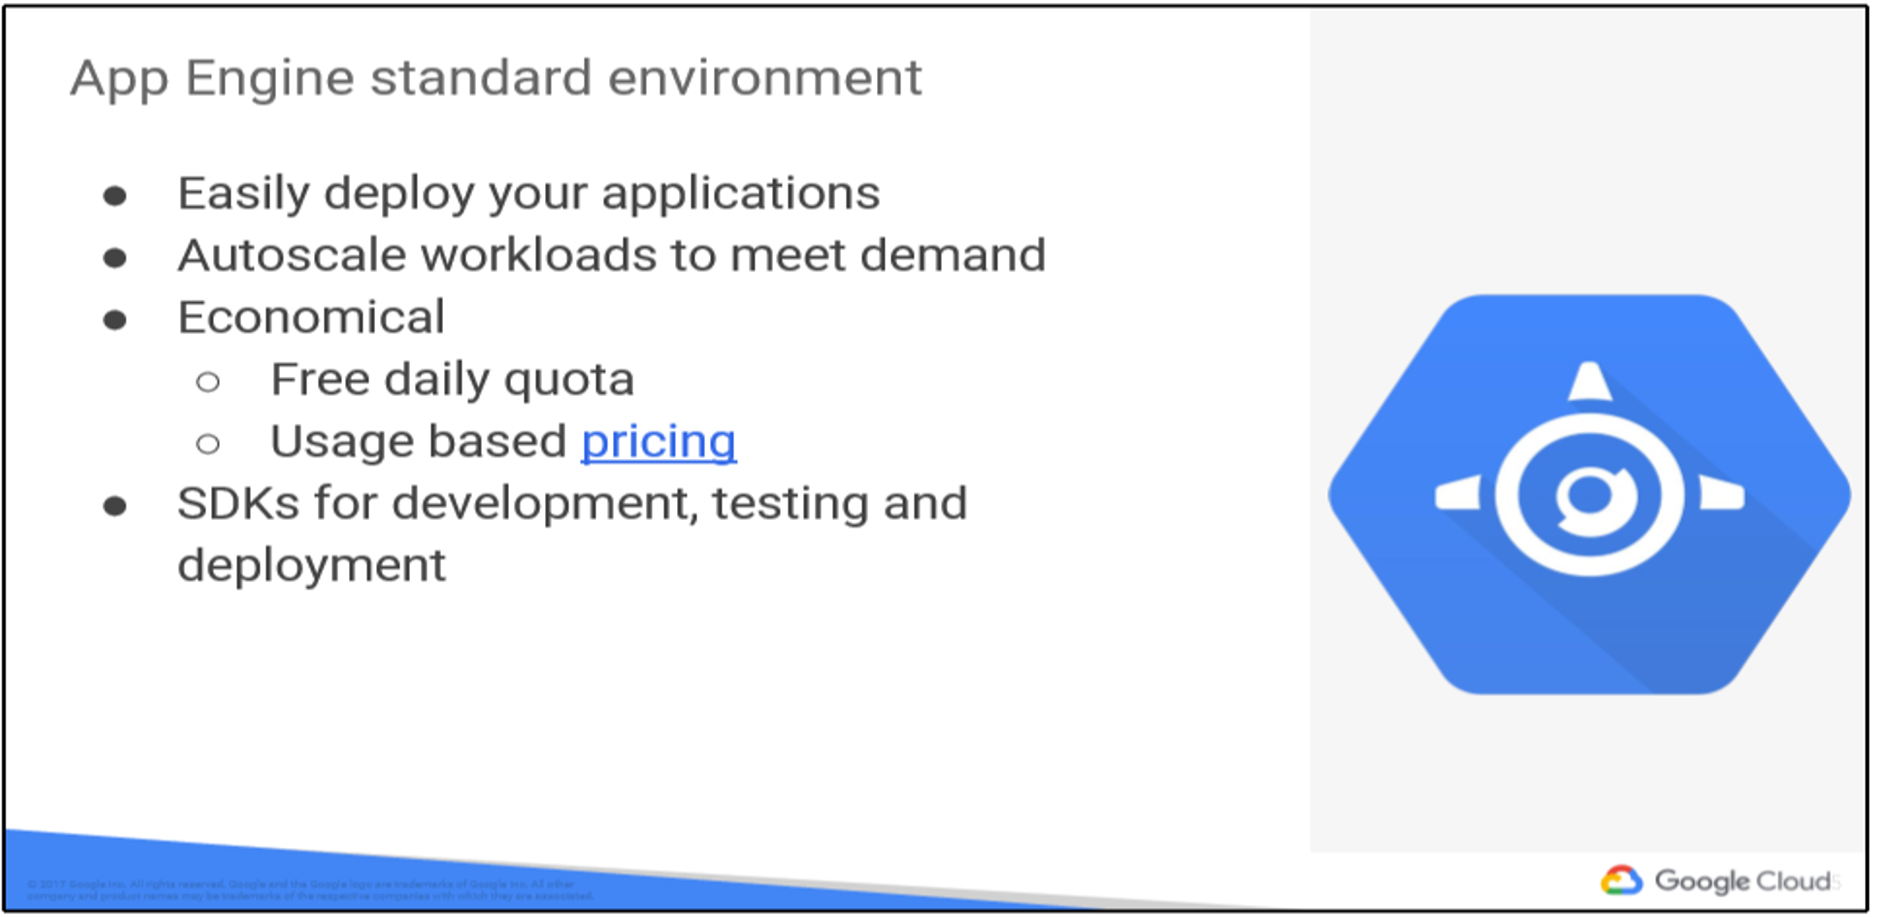 App Engine standard environment
● Easily deploy your applications
● Autoscale workloads to meet demand
● Economical
○ Free daily quota
○ Usage based pricing
● SDKs for development, testing and
deployment
© 2017 Google Inc. All rights reserved. Google and the Google logo are trademarks of Google Inc. All other
company and product names may be trademarks of the respective companies with which they are associated.
Google Cloud
5